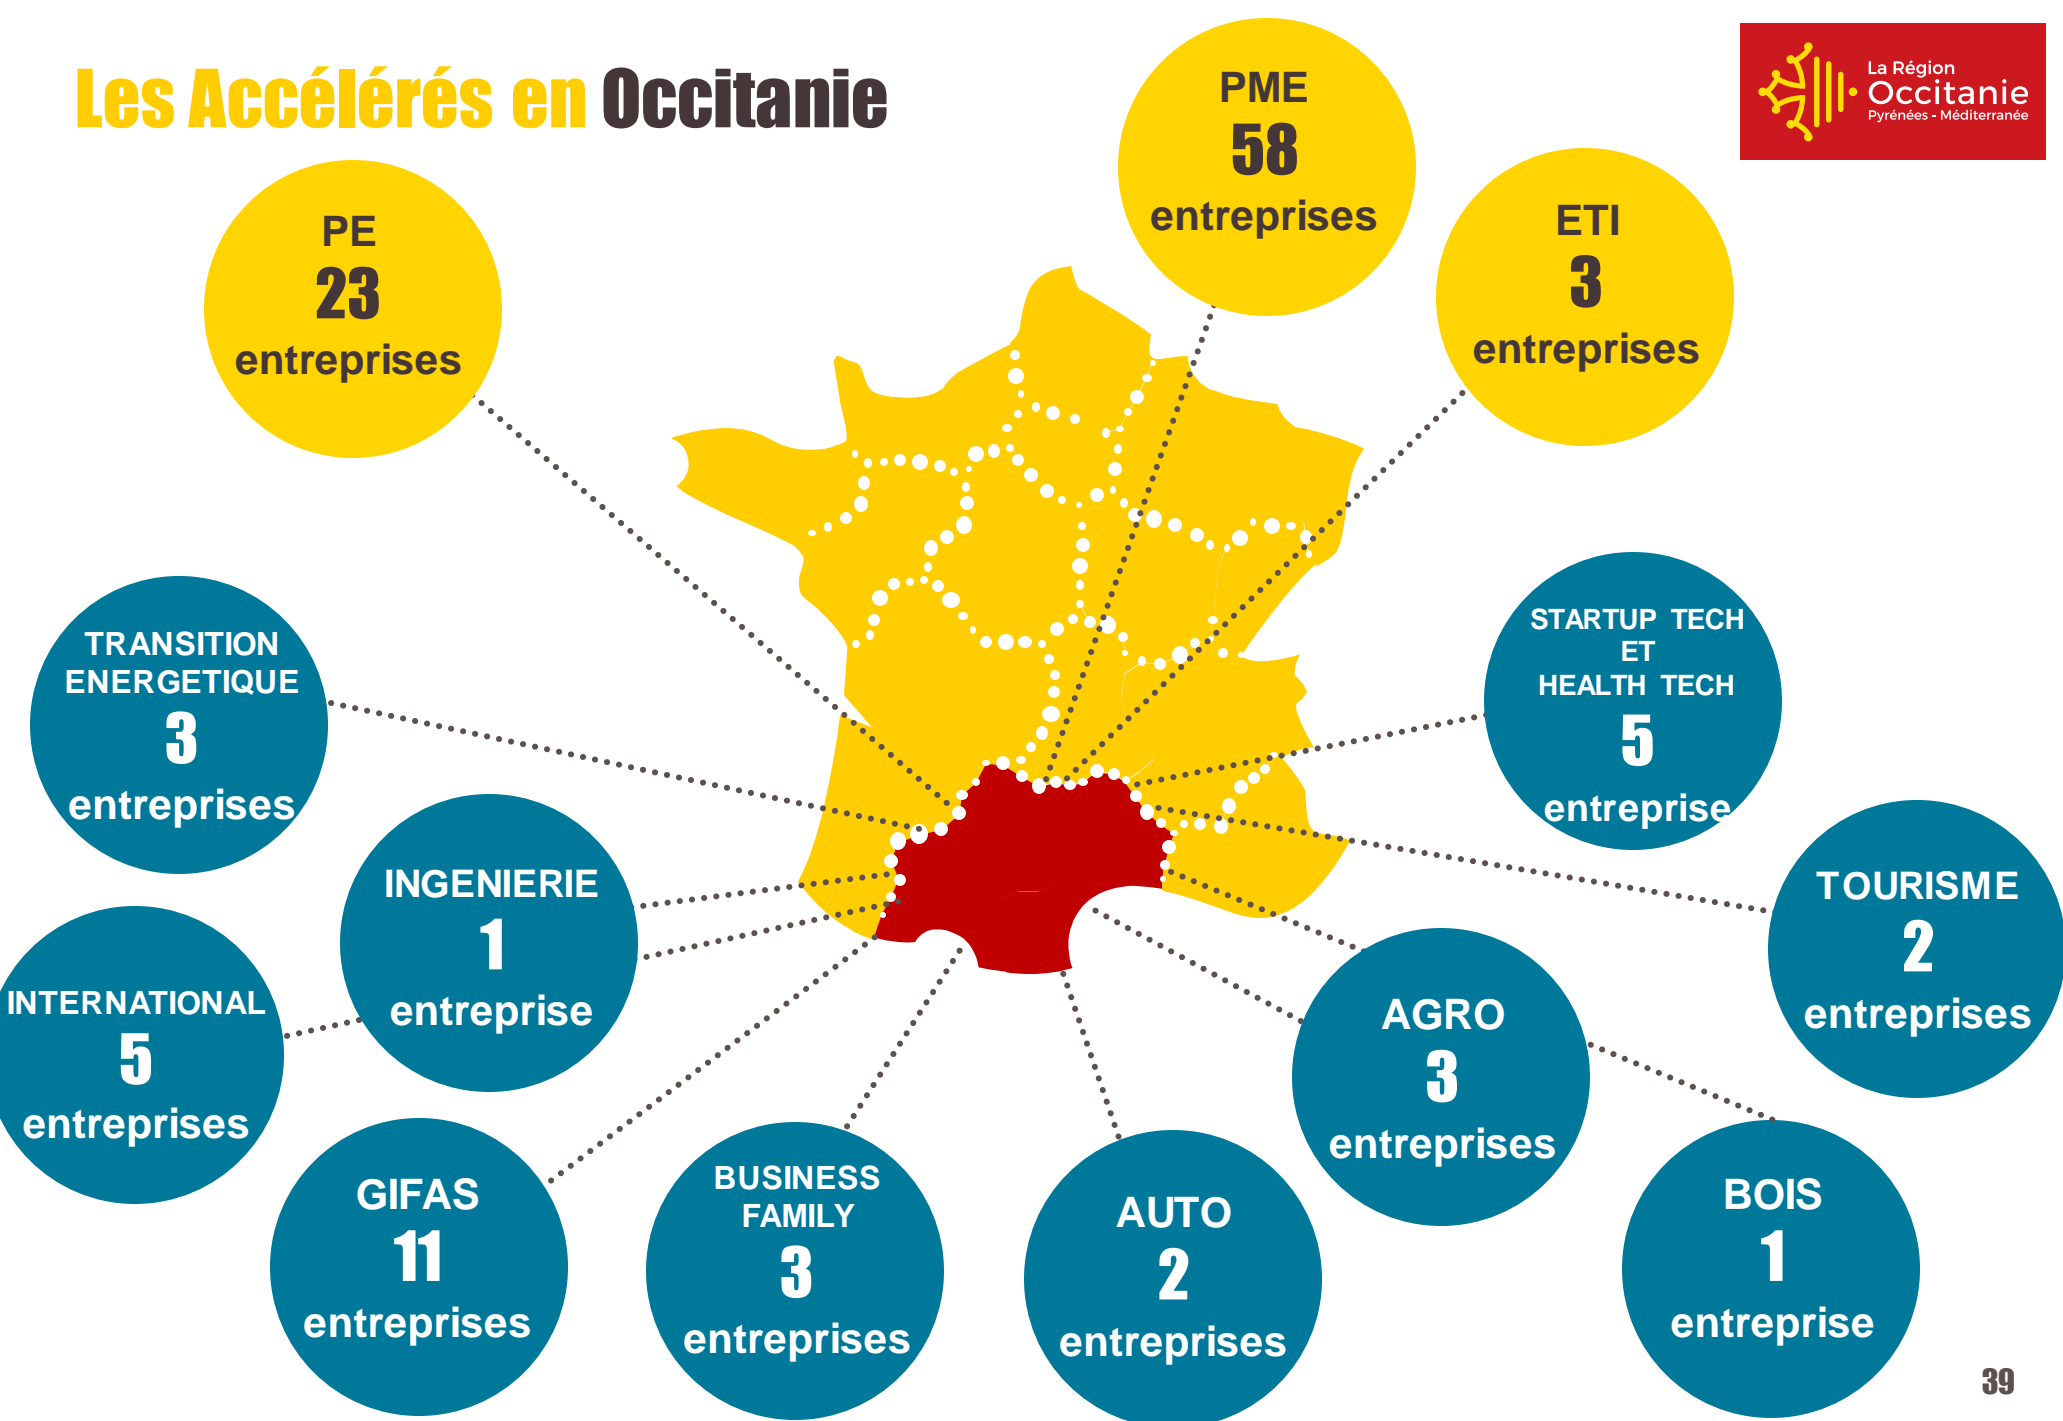 Les Accélérés en Occitanie
La Région
Occitanie
Pyrénées - Méditerranée
PME
58
entreprises
PE
23
entreprises
ETI
3
entreprises
TRANSITION
ENERGETIQUE
3
entreprises
STARTUP TECH
ET
HEALTH TECH
5
entreprise
INGENIERIE
1
entreprise
TOURISME
2
entreprises
INTERNATIONAL
5
entreprises
AGRO
3
entreprises
GIFAS
11
entreprises
BUSINESS
FAMILY
3
entreprises
AUTO
2
entreprises
BOIS
1
entreprise
39